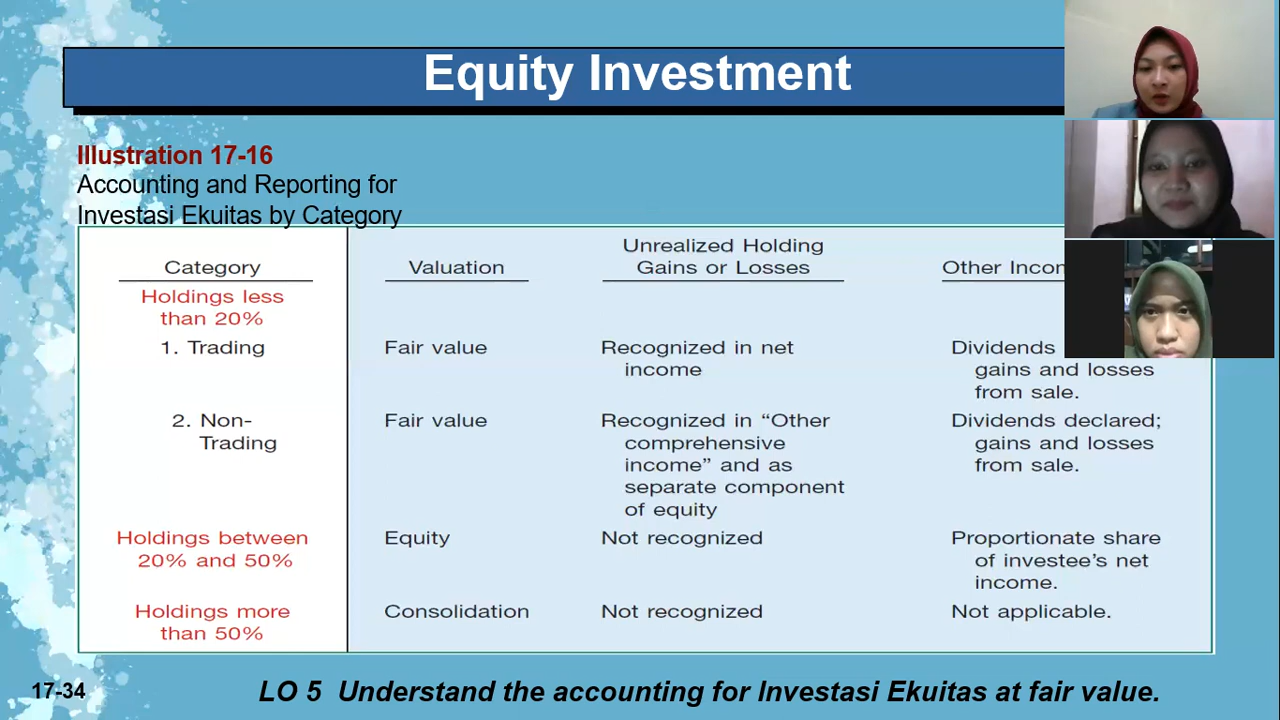 Equity Investment
Illustration 17-16
Accounting and Reporting for
Investasi Ekuitas by Category
Category
Valuation
Unrealized Holding
Gains or Losses
Other
Holdings less
than 20%
1. Trading
Fair value
Recognized in net
income
Dividends
gains and losses
from sale.
2. Non-
Trading
Fair value
Recognized in “Other
comprehensive
income” and as
separate component
of equity
Dividends declared;
gains and losses
from sale.
Holdings between
20% and 50%
Equity
Not recognized
Proportionate share
of investee’s net
income.
Holdings more
than 50%
Consolidation
Not recognized
Not applicable.
17-34
LO 5 Understand the accounting for Investasi Ekuitas at fair value.